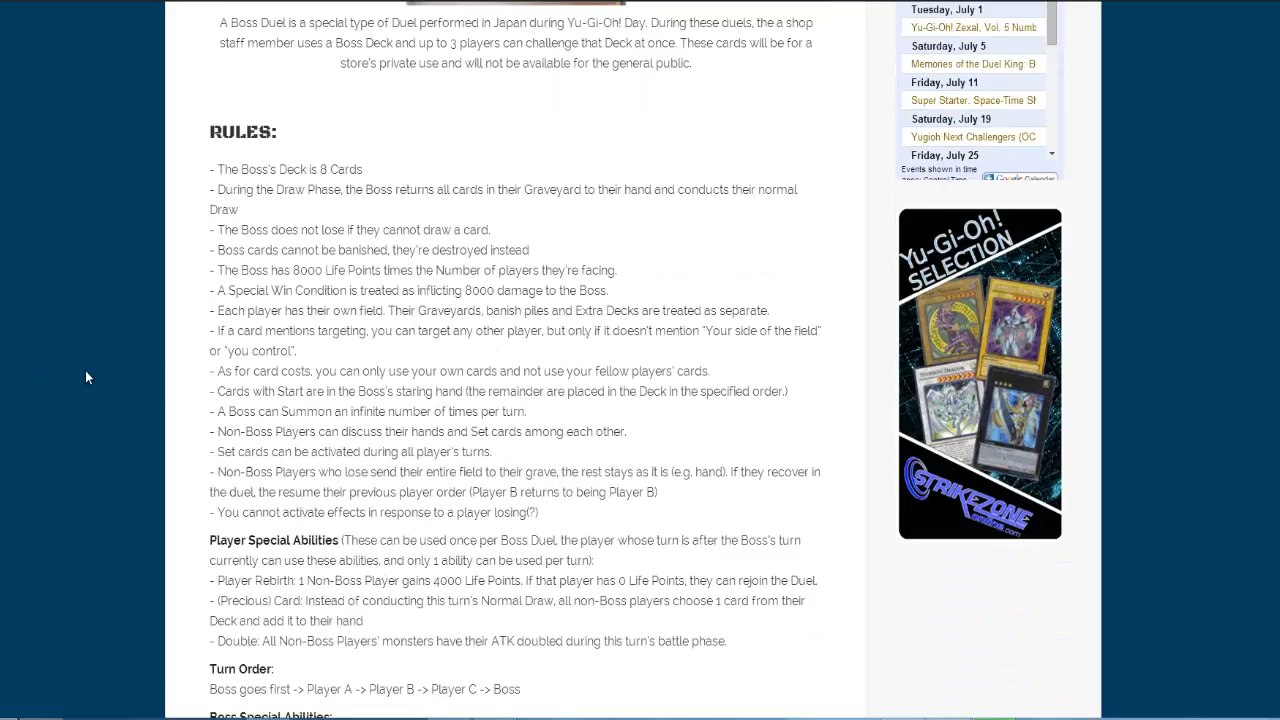 A Boss Duel is a special type of Duel performed in Japan during Yu-Gi-Oh! Day. During these duels, the a shop
staff member uses a Boss Deck and up to 3 players can challenge that Deck at once. These cards will be for a
store's private use and will not be available for the general public.
RULES:
- The Boss's Deck is 8 Cards
- During the Draw Phase, the Boss returns all cards in their Graveyard to their hand and conducts their normal
Draw
- The Boss does not lose if they cannot draw a card.
- Boss cards cannot be banished, they're destroyed instead
- The Boss has 8000 Life Points times the Number of players they're facing.
- A Special Win Condition is treated as inflicting 8000 damage to the Boss.
- Each player has their own field. Their Graveyards, banish piles and Extra Decks are treated as separate.
- If a card mentions targeting, you can target any other player, but only if it doesn't mention "Your side of the field"
or "you control".
- As for card costs, you can only use your own cards and not use your fellow players' cards.
- Cards with Start are in the Boss's staring hand (the remainder are placed in the Deck in the specified order.)
- A Boss can Summon an infinite number of times per turn.
- Non-Boss Players can discuss their hands and Set cards among each other.
- Set cards can be activated during all player's turns.
- Non-Boss Players who lose send their entire field to their grave, the rest stays as it is (e.g. hand). If they recover in
the duel, the resume their previous player order (Player B returns to being Player B)
- You cannot activate effects in response to a player losing(?)
Player Special Abilities (These can be used once per Boss Duel, the player whose turn is after the Boss's turn
currently can use these abilities, and only 1 ability can be used per turn):
- Player Rebirth: 1 Non-Boss Player gains 4000 Life Points. If that player has 0 Life Points, they can rejoin the Duel.
- (Precious) Card: Instead of conducting this turn's Normal Draw, all non-Boss players choose 1 card from their
Deck and add it to their hand
- Double: All Non-Boss Players' monsters have their ATK doubled during this turn's battle phase.
Turn Order:
Boss goes first -> Player A -> Player B -> Player C -> Boss
Boss Special Abilities:
Tuesday, July 1
Yu-Gi-Oh! Zexal, Vol. 5 Numb
Saturday, July 5
Memories of the Duel King: B
Friday, July 11
Super Starter: Space-Time Sh
Saturday, July 19
Yugioh Next Challengers (OC
Friday, July 25
Events shown in time
zone: Central Time
Google Calendar
Yu-Gi-Oh!
SELECTION
STARDUST DRAGON
STRIKEZONE
online.com